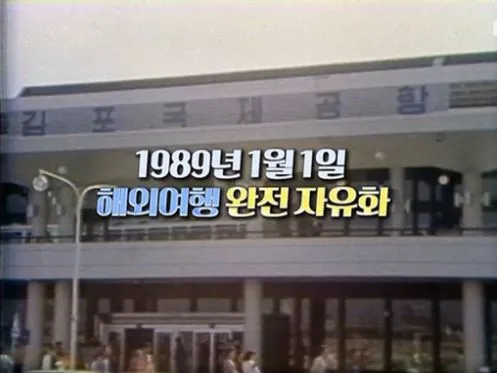 김포국제공항
1989년 1월 1일
해외여행 완전 자유화